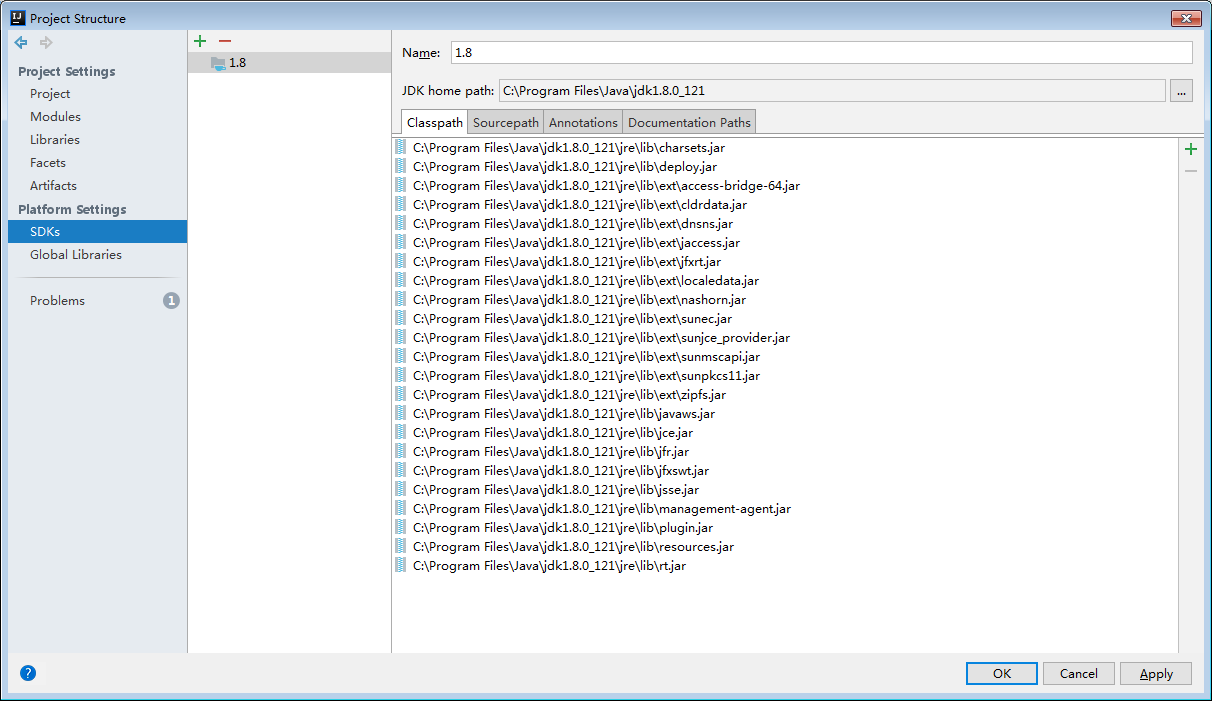 Project Structure
Project Settings
Project
Modules
Libraries
Facets
Artifacts
Platform Settings
SDKs
Global Libraries
Problems 1
1.8
Name: 1.8
JDK home path: C:\Program Files\Java\jdk1.8.0_121 ...
Classpath Sourcepath Annotations Documentation Paths
C:\Program Files\Java\jdk1.8.0_121\jre\lib\charsets.jar
C:\Program Files\Java\jdk1.8.0_121\jre\lib\deploy.jar
C:\Program Files\Java\jdk1.8.0_121\jre\lib\ext\access-bridge-64.jar
C:\Program Files\Java\jdk1.8.0_121\jre\lib\ext\cldrdata.jar
C:\Program Files\Java\jdk1.8.0_121\jre\lib\ext\dnsns.jar
C:\Program Files\Java\jdk1.8.0_121\jre\lib\ext\jaccess.jar
C:\Program Files\Java\jdk1.8.0_121\jre\lib\ext\jfxrt.jar
C:\Program Files\Java\jdk1.8.0_121\jre\lib\ext\localedata.jar
C:\Program Files\Java\jdk1.8.0_121\jre\lib\ext\nashorn.jar
C:\Program Files\Java\jdk1.8.0_121\jre\lib\ext\sunec.jar
C:\Program Files\Java\jdk1.8.0_121\jre\lib\ext\sunjce_provider.jar
C:\Program Files\Java\jdk1.8.0_121\jre\lib\ext\sunmscapi.jar
C:\Program Files\Java\jdk1.8.0_121\jre\lib\ext\sunpkcs11.jar
C:\Program Files\Java\jdk1.8.0_121\jre\lib\ext\zipfs.jar
C:\Program Files\Java\jdk1.8.0_121\jre\lib\javaws.jar
C:\Program Files\Java\jdk1.8.0_121\jre\lib\jce.jar
C:\Program Files\Java\jdk1.8.0_121\jre\lib\jfr.jar
C:\Program Files\Java\jdk1.8.0_121\jre\lib\jfxswt.jar
C:\Program Files\Java\jdk1.8.0_121\jre\lib\jsse.jar
C:\Program Files\Java\jdk1.8.0_121\jre\lib\management-agent.jar
C:\Program Files\Java\jdk1.8.0_121\jre\lib\plugin.jar
C:\Program Files\Java\jdk1.8.0_121\jre\lib\resources.jar
C:\Program Files\Java\jdk1.8.0_121\jre\lib\rt.jar
? OK Cancel Apply